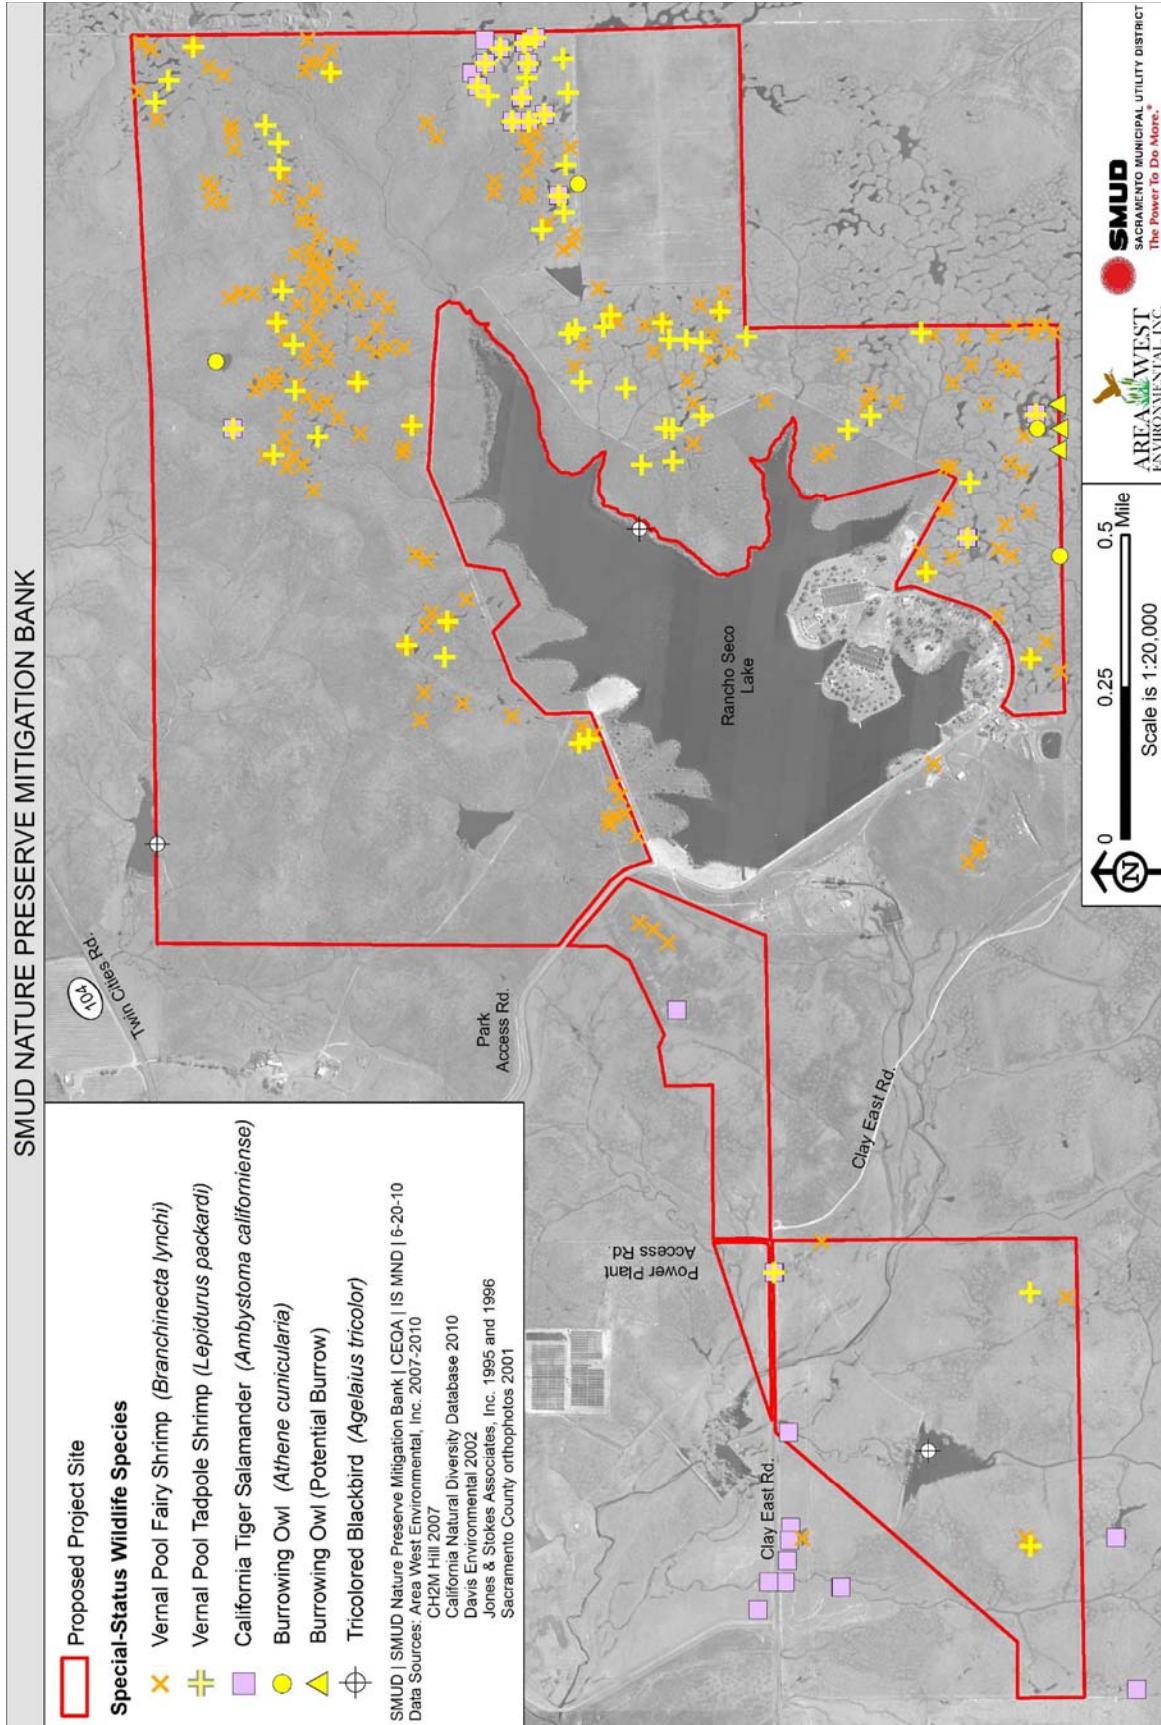 SMUD NATURE PRESERVE MITIGATION BANK
Proposed Project Site
Special-Status Wildlife Species
Vernal Pool Fairy Shrimp (Branchinecta lynchi)
Vernal Pool Tadpole Shrimp (Lepidurus packardi)
California Tiger Salamander (Ambystoma californiense)
Burrowing Owl (Athene cunicularia)
Burrowing Owl (Potential Burrow)
Tricolored Blackbird (Agelaius tricolor)
SMUD | SMUD Nature Preserve Mitigation Bank | CEQA | IS MND | 6-20-10
Data Sources: Area West Environmental, Inc. 2007-2010
CH2M Hill 2007
California Natural Diversity Database 2010
Davis Environmental 2002
Jones & Stokes Associates, Inc. 1995 and 1996
Sacramento County orthophotos 2001
104
Twin Cities Rd.
Park
Access Rd.
Power Plant
Access Rd.
Clay East Rd.
Clay East Rd.
Rancho Seco
Lake
N
0
0.25
0.5
Mile
Scale is 1:20,000
AREA WEST
ENVIRONMENTAL, INC.
SMUD
SACRAMENTO MUNICIPAL UTILITY DISTRICT
The Power To Do More.®